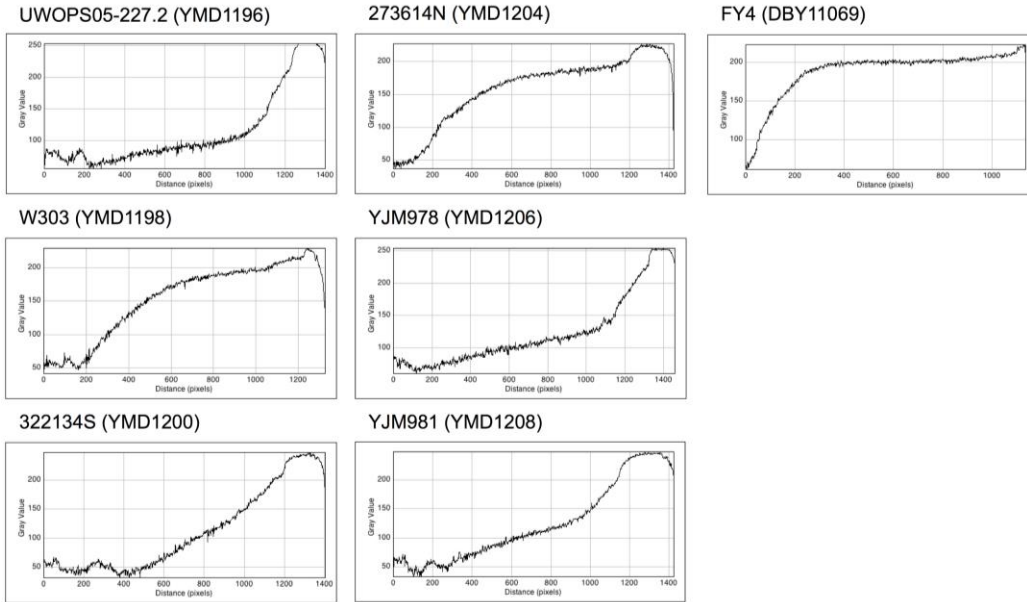 UWOPS05-227.2 (YMD1196)
250
200
150
100
Gray Value
0 200 400 600 800 1000 1200 1400
Distance (pixels)
273614N (YMD1204)
200
150
100
50
Gray Value
0 200 400 600 800 1000 1200 1400
Distance (pixels)
FY4 (DBY11069)
200
150
100
Gray Value
0 200 400 600 800 1000
Distance (pixels)
W303 (YMD1198)
200
150
100
50
Gray Value
0 200 400 600 800 1000 1200
Distance (pixels)
YJM978 (YMD1206)
250
200
150
100
Gray Value
0 200 400 600 800 1000 1200 1400
Distance (pixels)
322134S (YMD1200)
200
150
100
50
Gray Value
0 200 400 600 800 1000 1200 1400
Distance (pixels)
YJM981 (YMD1208)
200
150
100
50
Gray Value
0 200 400 600 800 1000 1200 1400
Distance (pixels)